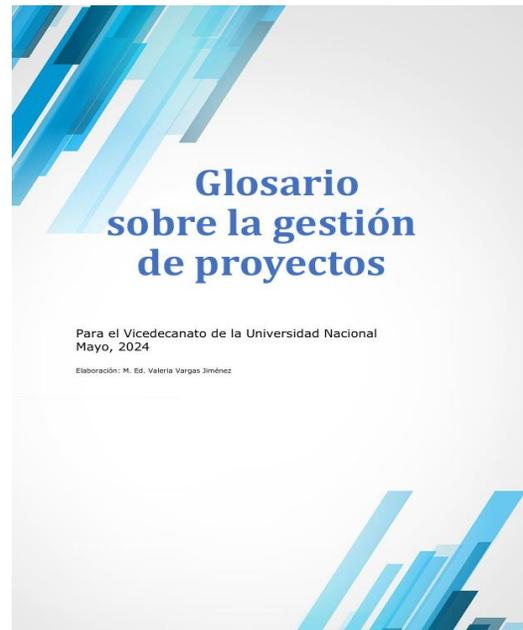 Glosario
sobre la gestión
de proyectos
Para el Vicedecanato de la Universidad Nacional
Mayo, 2024
Elaboración: M. Ed. Valeria Vargas Jiménez